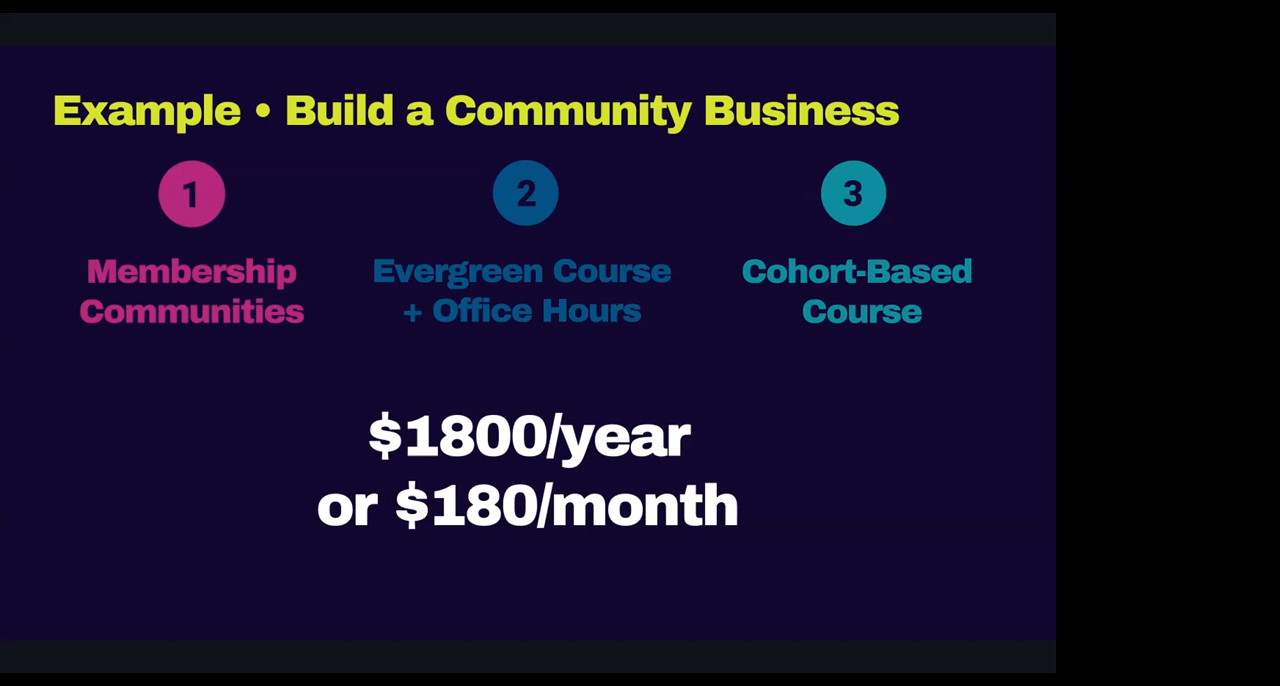 Example • Build a Community Business
1
2
3
Membership
Communities
Evergreen Course
+ Office Hours
Cohort-Based
Course
$1800/year
or $180/month